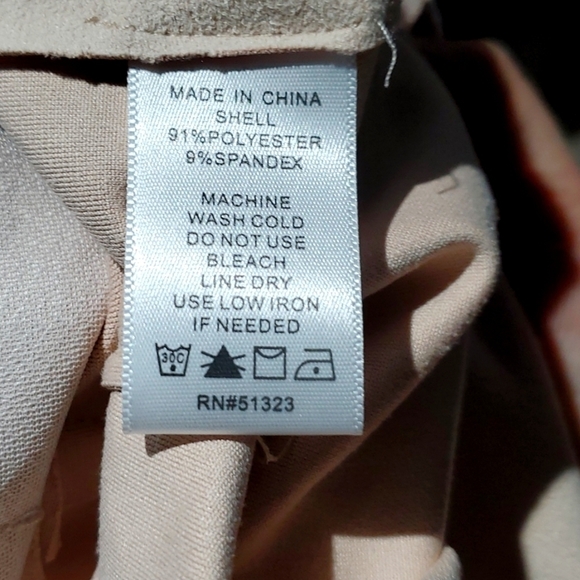 MADE IN CHINA
SHELL
91%POLYESTER
9%SPANDEX
MACHINE
WASH COLD
DO NOT USE
BLEACH
LINE DRY
USE LOW IRON
IF NEEDED
30C
RN#51323